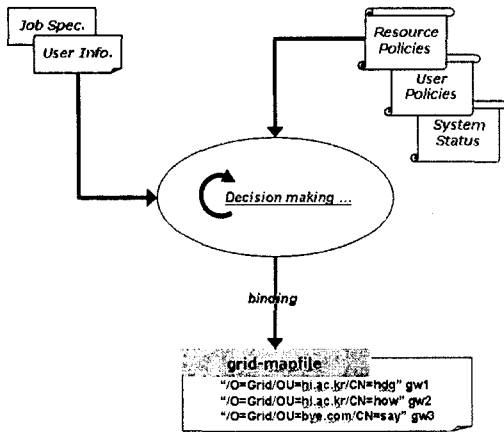 Job Spec.
User Info.
Resource
Policies
User
Policies
System
Status
Decision making ...
binding
grid-mapfile
"/O=Grid/OU=hi.ac.kr/CN=hdg" gw1
"/O=Grid/OU=hi.ac.kr/CN=how" gw2
"/O=Grid/OU=bye.com/CN=say" gw3